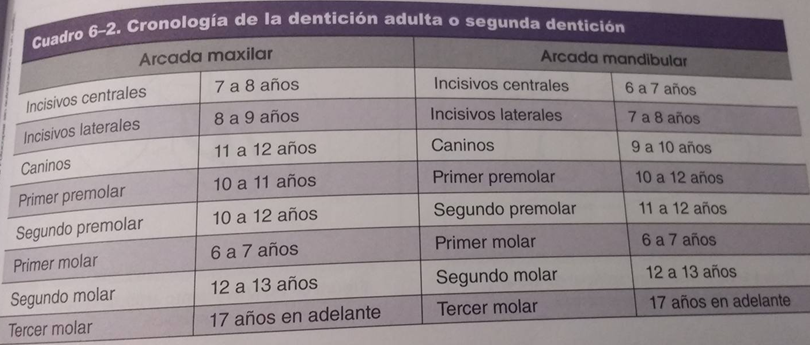 Cuadro 6–2. Cronología de la dentición adulta o segunda dentición
Arcada maxilar Arcada mandibular
Incisivos centrales 7 a 8 años Incisivos centrales 6 a 7 años
Incisivos laterales 8 a 9 años Incisivos laterales 7 a 8 años
Caninos 11 a 12 años Caninos 9 a 10 años
Primer premolar 10 a 11 años Primer premolar 10 a 12 años
Segundo premolar 10 a 12 años Segundo premolar 11 a 12 años
Primer molar 6 a 7 años Primer molar 6 a 7 años
Segundo molar 12 a 13 años Segundo molar 12 a 13 años
Tercer molar 17 años en adelante Tercer molar 17 años en adelante